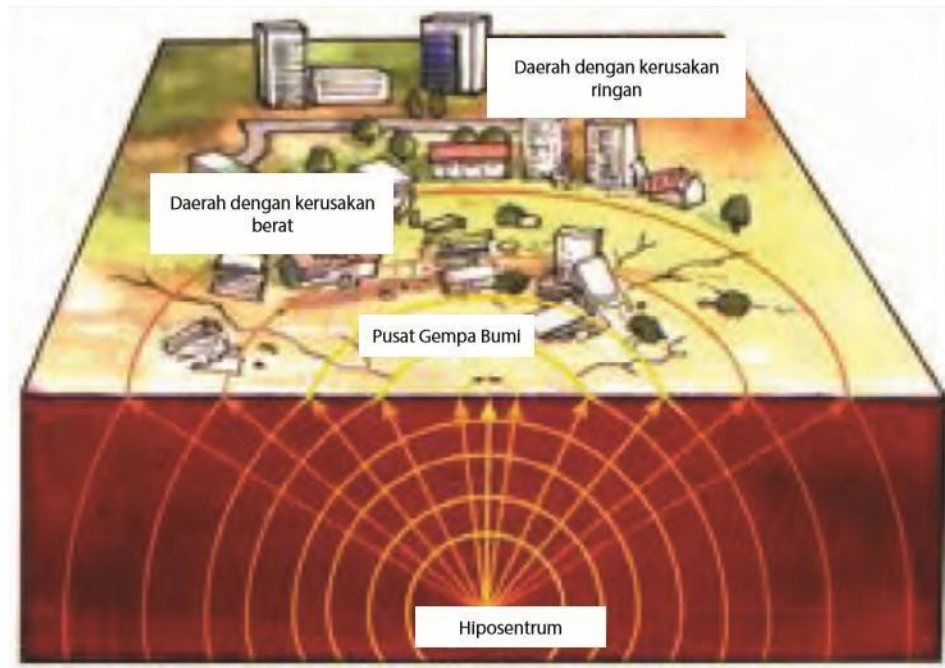 Daerah dengan kerusakan
ringan
Daerah dengan kerusakan
berat
Pusat Gempa Bumi
Hiposentrum